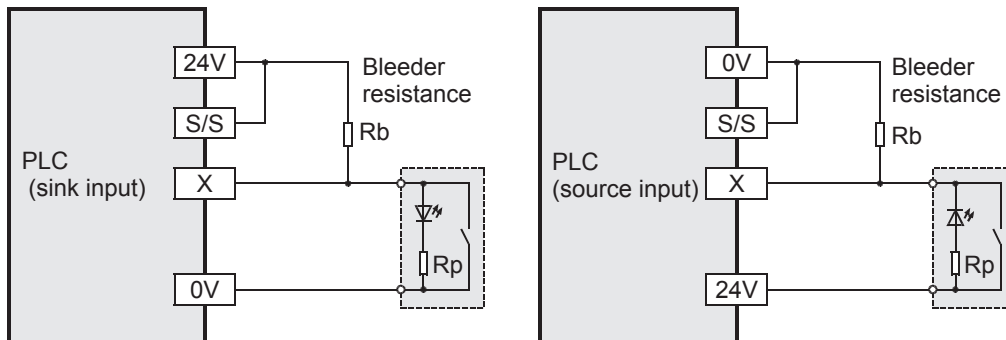 24V
Bleeder
resistance
S/S
Rb
PLC
(sink input)
X
Rp
0V
0V
Bleeder
resistance
S/S
Rb
PLC
(source input)
X
Rp
24V